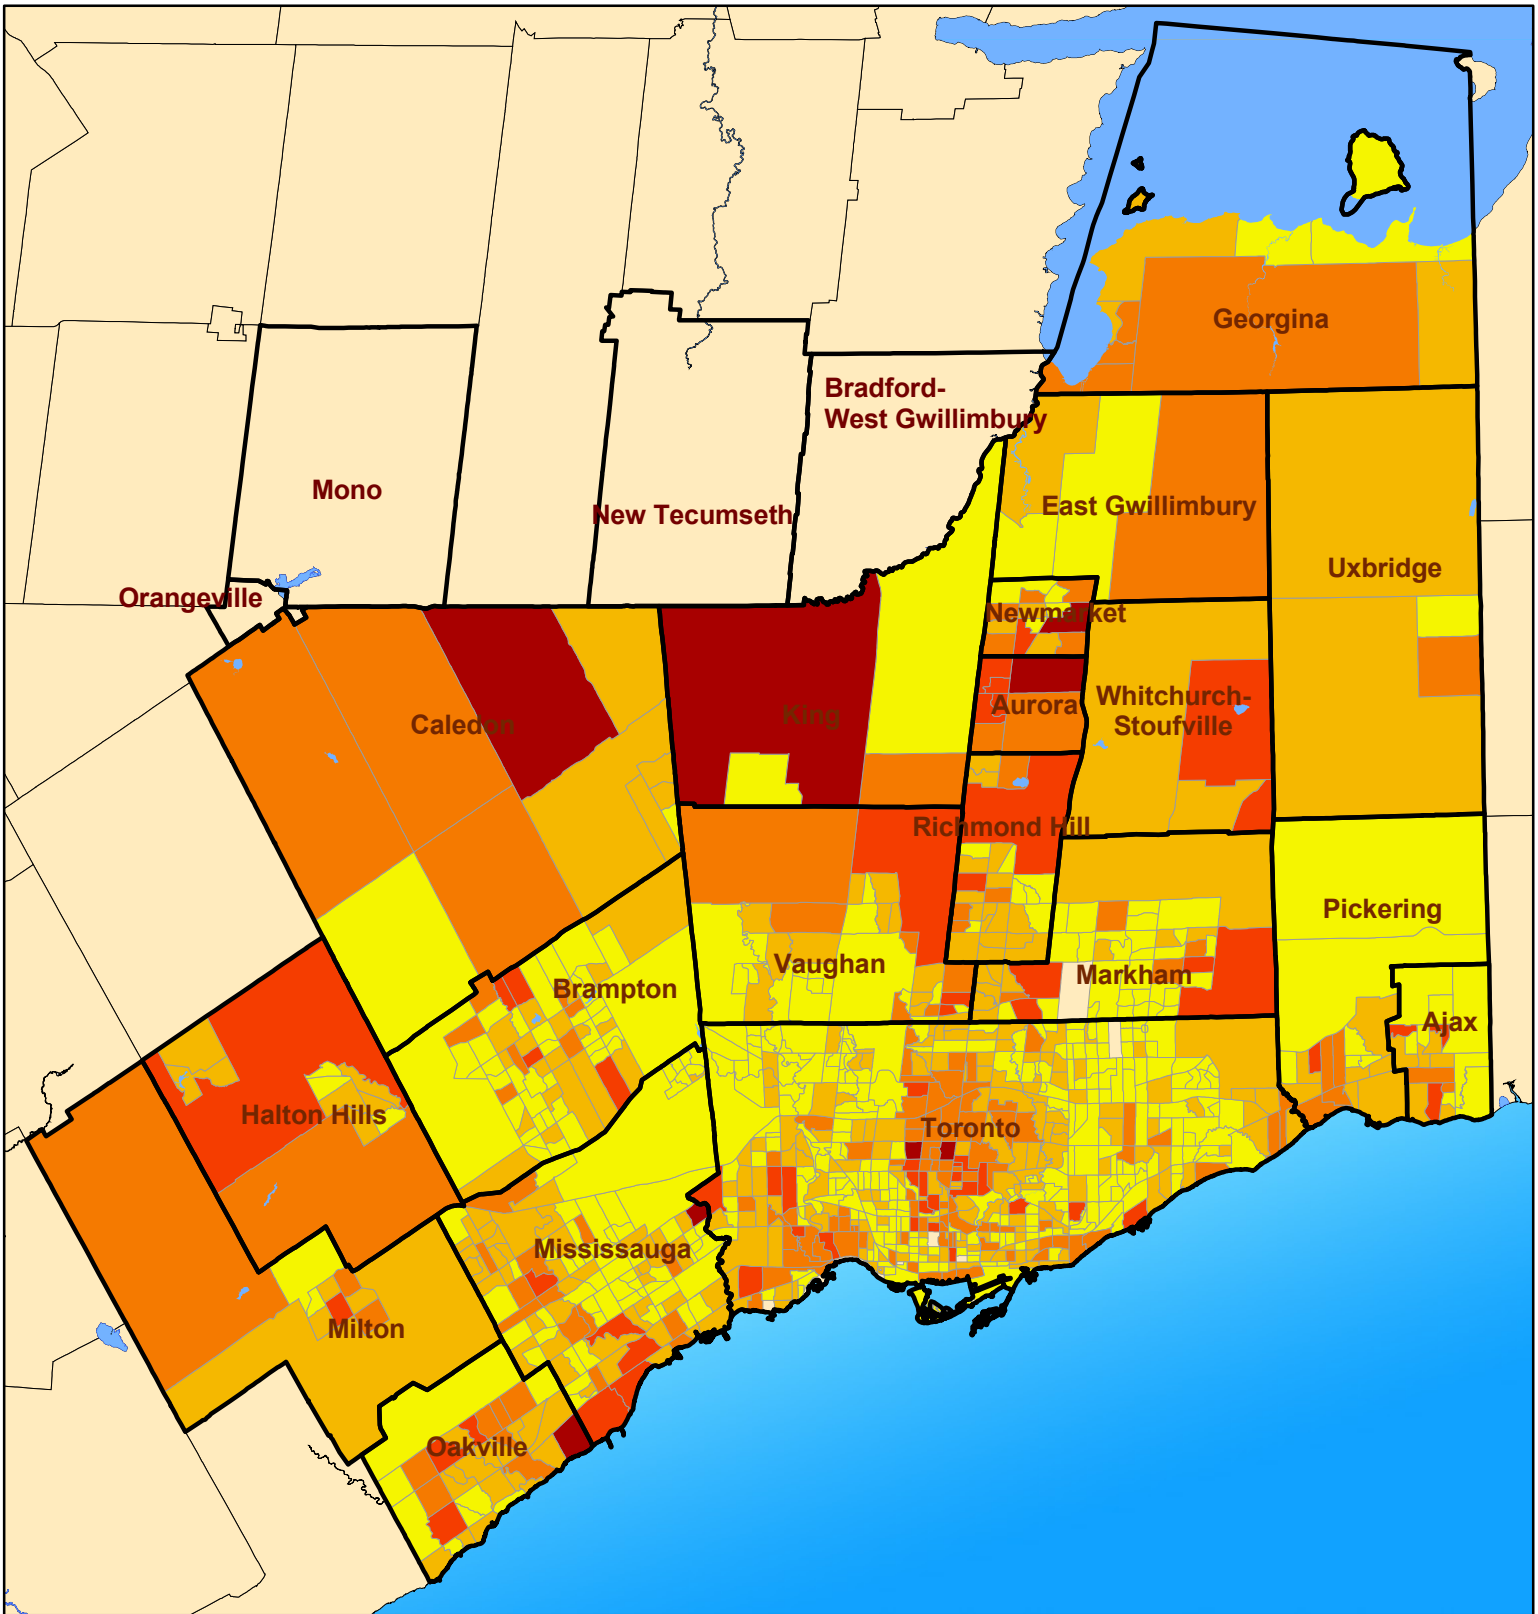 Georgina
Bradford-
West Gwillimbury
Mono
New Tecumseth
East Gwillimbury
Uxbridge
Orangeville
Newmarket
Caledon
King
Aurora
Whitchurch-
Stoufville
Richmond Hill
Pickering
Vaughan
Markham
Brampton
Ajax
Halton Hills
Toronto
Mississauga
Milton
Oakville